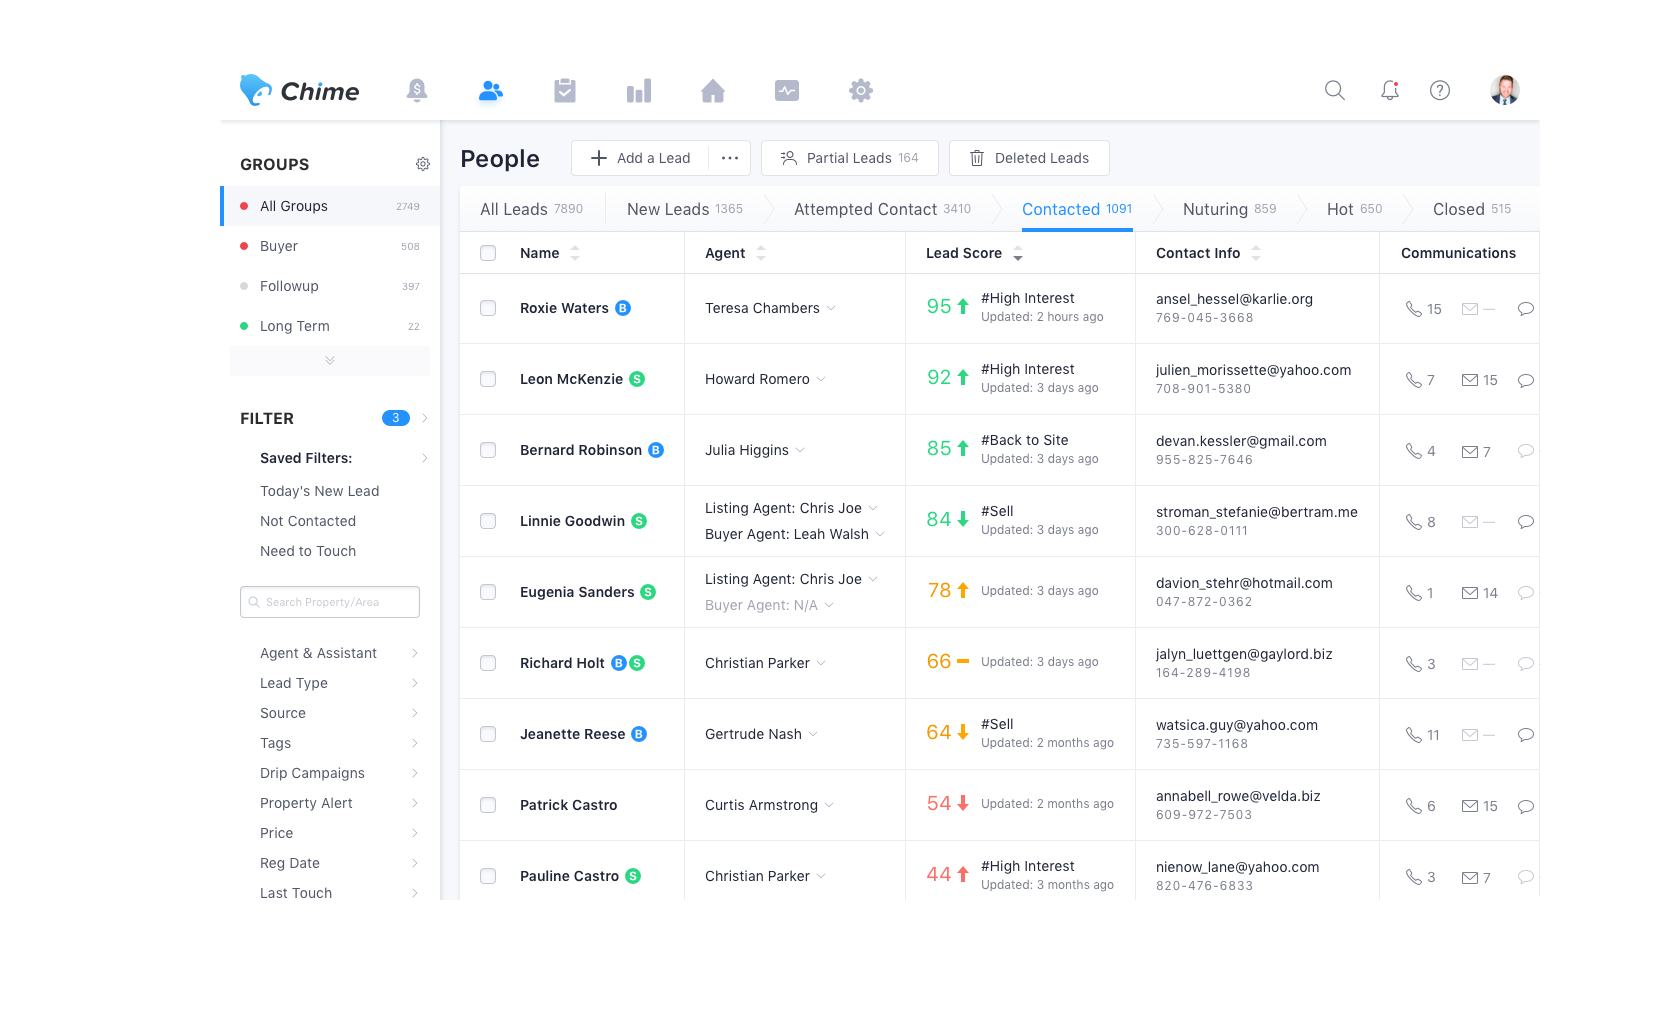 Chime
GROUPS
All Groups 2749
Buyer 508
Followup 397
Long Term 22
FILTER 3
Saved Filters:
Today's New Lead
Not Contacted
Need to Touch
Search Property/Area
Agent & Assistant
Lead Type
Source
Tags
Drip Campaigns
Property Alert
Price
Reg Date
Last Touch
People + Add a Lead ··· Partial Leads 164 Deleted Leads
All Leads 7890 New Leads 1365 Attempted Contact 3410 Contacted 1091 Nuturing 859 Hot 650 Closed 515
Name Agent Lead Score Contact Info Communications
Roxie Waters B Teresa Chambers 95 #High Interest ansel_hessel@karlie.org 15 —
Updated: 2 hours ago 769-045-3668
Leon McKenzie S Howard Romero 92 #High Interest julien_morissette@yahoo.com 7 15
Updated: 3 days ago 708-901-5380
Bernard Robinson B Julia Higgins 85 #Back to Site devan.kessler@gmail.com 4 7
Updated: 3 days ago 955-825-7646
Linnie Goodwin S Listing Agent: Chris Joe 84 #Sell stroman_stefanie@bertram.me 8 —
Buyer Agent: Leah Walsh Updated: 3 days ago 300-628-0111
Eugenia Sanders S Listing Agent: Chris Joe 78 Updated: 3 days ago davion_stehr@hotmail.com 1 14
Buyer Agent: N/A 047-872-0362
Richard Holt B S Christian Parker 66 Updated: 3 days ago jalyn_luettgen@gaylord.biz 3 —
164-289-4198
Jeanette Reese B Gertrude Nash 64 #Sell watsica.guy@yahoo.com 11 —
Updated: 2 months ago 735-597-1168
Patrick Castro Curtis Armstrong 54 Updated: 2 months ago annabell_rowe@velda.biz 6 15
609-972-7503
Pauline Castro S Christian Parker 44 #High Interest nienow_lane@yahoo.com 3 7
Updated: 3 months ago 820-476-6833